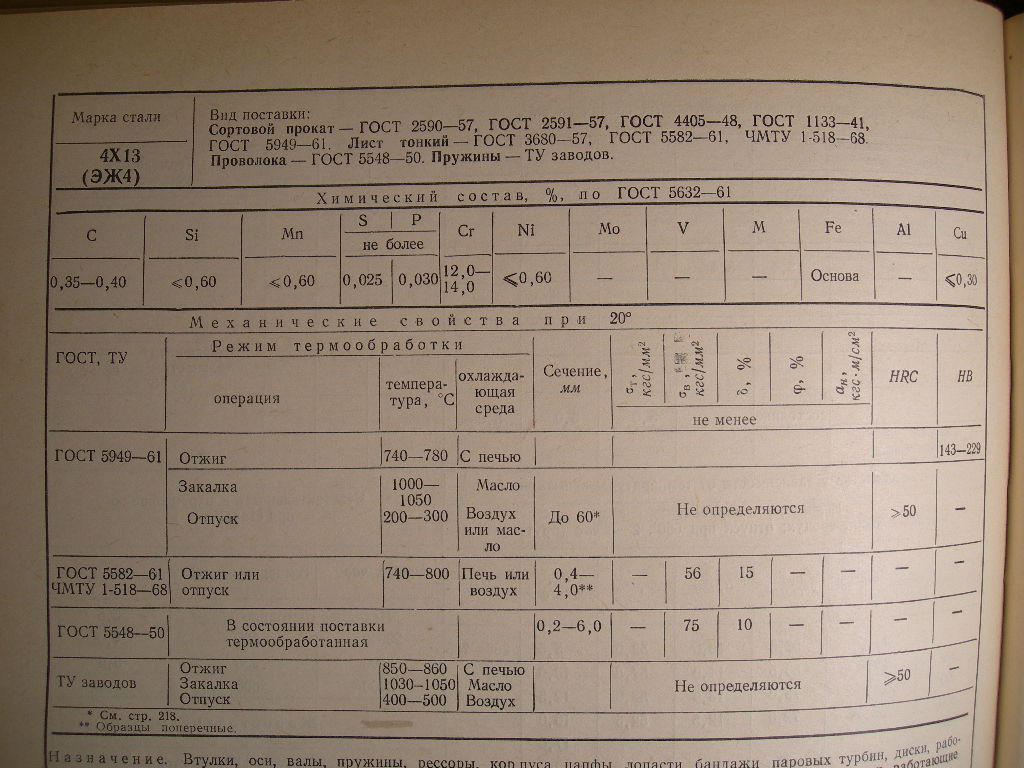 Марка стали
4Х13
(ЭЖ4)
Вид поставки:
Сортовой прокат — ГОСТ 2590—57, ГОСТ 2591—57, ГОСТ 4405—48, ГОСТ 1133—41,
ГОСТ 5949—61. Лист тонкий — ГОСТ 3680—57, ГОСТ 5582—61, ЧМТУ 1-518—68.
Проволока — ГОСТ 5548—50. Пружины — ТУ заводов.
Химический состав, %, по ГОСТ 5632—61
C Si Mn S P Cr Ni Mo V М Fe Al Cu
не более
0,35—0,40 ≤0,60 ≤0,60 0,025 0,030 12,0—14,0 ≤0,60 — — — Основа — ≤0,30
Механические свойства при 20°
ГОСТ, ТУ
Режим термообработки
операция
темпера-
тура, °С
охлажда-
ющая
среда
Сечение,
мм
σт, кгс/мм²
σв, кгс/мм²
δ, %
φ, %
aн, кгс·м/см²
не менее
HRC
HB
ГОСТ 5949—61 Отжиг 740—780 С печью 143—229
Закалка 1000— Масло
1050
Отпуск 200—300 Воздух До 60* Не определяются ≥50 —
или мас-
ло
ГОСТ 5582—61 Отжиг или 740—800 Печь или 0,4— — 56 15 — — — —
ЧМТУ 1-518—68 отпуск воздух 4,0**
ГОСТ 5548—50 В состоянии поставки 0,2—6,0 — 75 10 — — — —
термообработанная
Отжиг 850—860 С печью
ТУ заводов Закалка 1030-1050 Масло Не определяются ≥50 —
Отпуск 400—500 Воздух
* См. стр. 218.
** Образцы поперечные.
Назначение. Втулки, оси, валы, пружины, рессоры, корпуса, цапфы, лопасти, бандажи паровых турбин, диски, рабо-
работающие